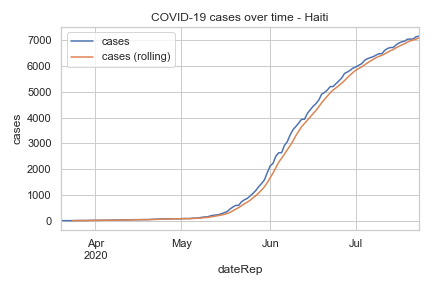 COVID-19 cases over time - Haiti
cases
cases (rolling)
7000
6000
5000
4000
3000
2000
1000
0
cases
Apr
2020
May
Jun
Jul
dateRep